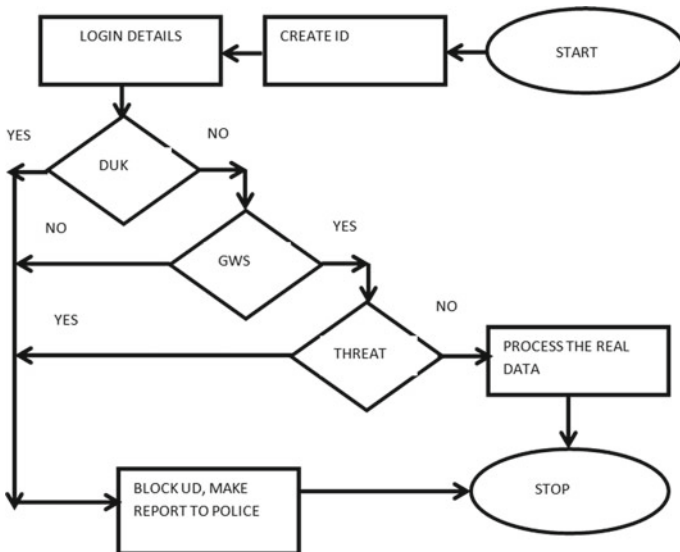 LOGIN DETAILS
CREATE ID
START
YES
NO
DUK
NO
YES
GWS
YES
NO
THREAT
PROCESS THE REAL
DATA
BLOCK UD, MAKE
REPORT TO POLICE
STOP